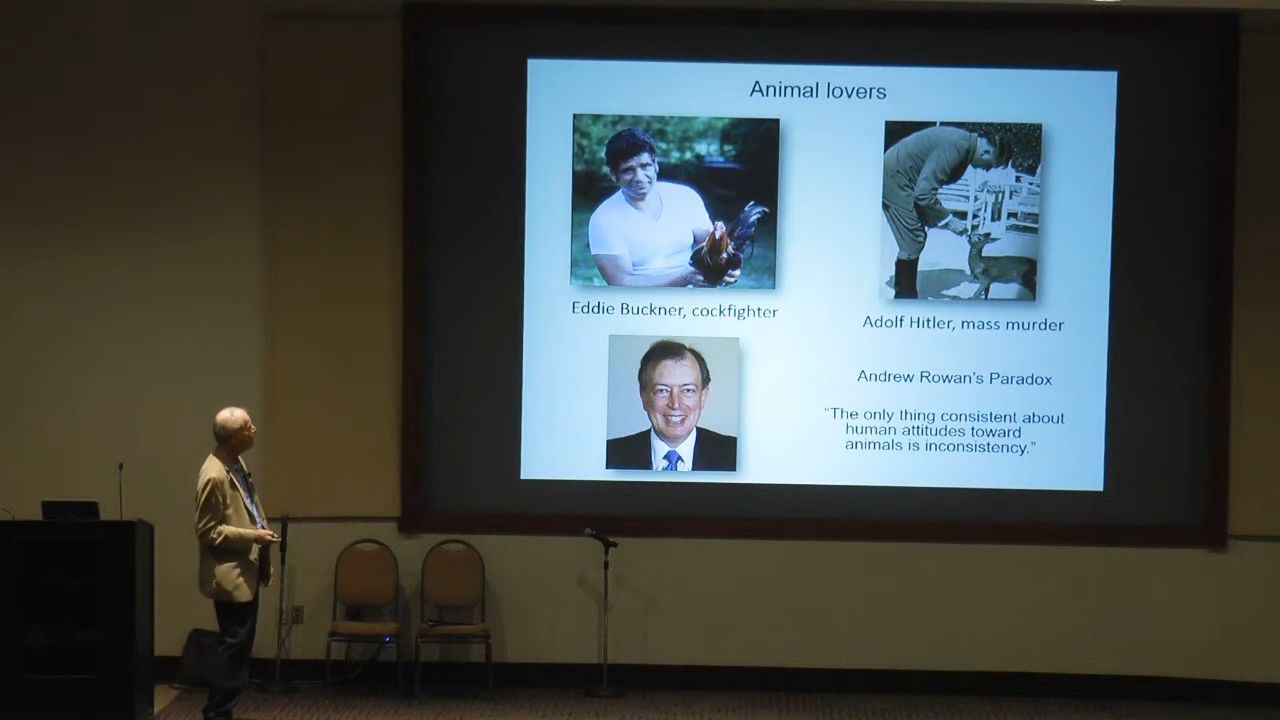 Animal lovers
Eddie Buckner, cockfighter
Adolf Hitler, mass murder
Andrew Rowan's Paradox
"The only thing consistent about
human attitudes toward
animals is inconsistency."